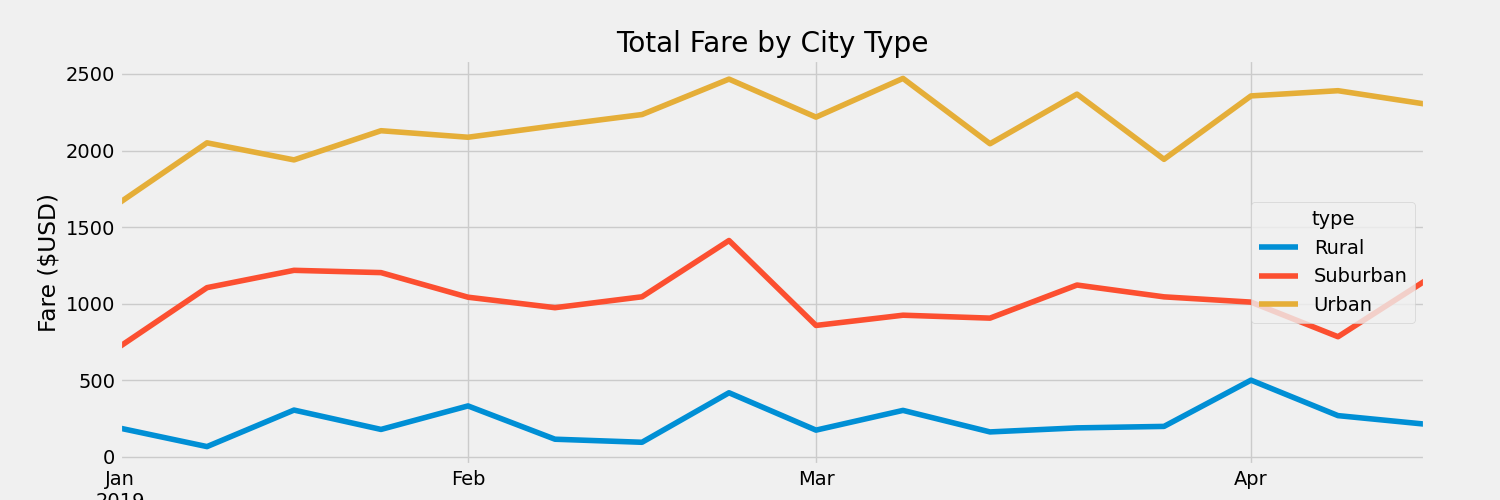 Total Fare by City Type
Fare ($USD)
2500
2000
1500
1000
500
0
type
Rural
Suburban
Urban
Jan Feb Mar Apr
2019